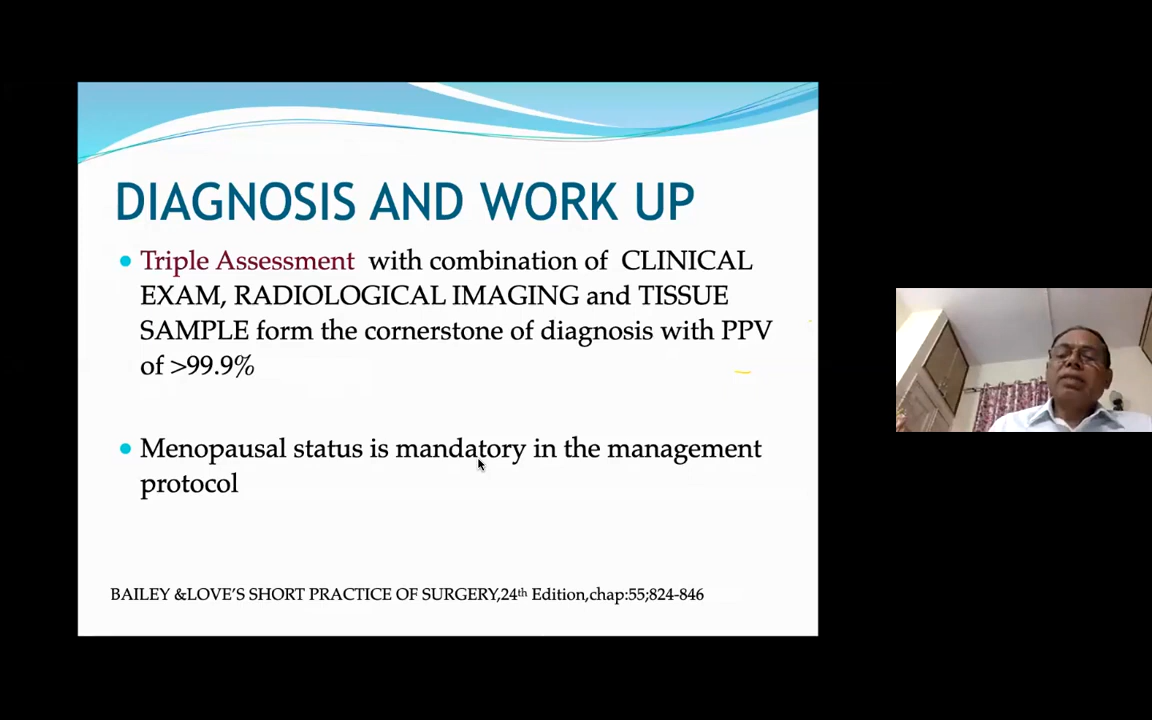 DIAGNOSIS AND WORK UP
Triple Assessment with combination of CLINICAL
EXAM, RADIOLOGICAL IMAGING and TISSUE
SAMPLE form the cornerstone of diagnosis with PPV
of >99.9%
Menopausal status is mandatory in the management
protocol
BAILEY &LOVE'S SHORT PRACTICE OF SURGERY,24th Edition,chap:55;824-846